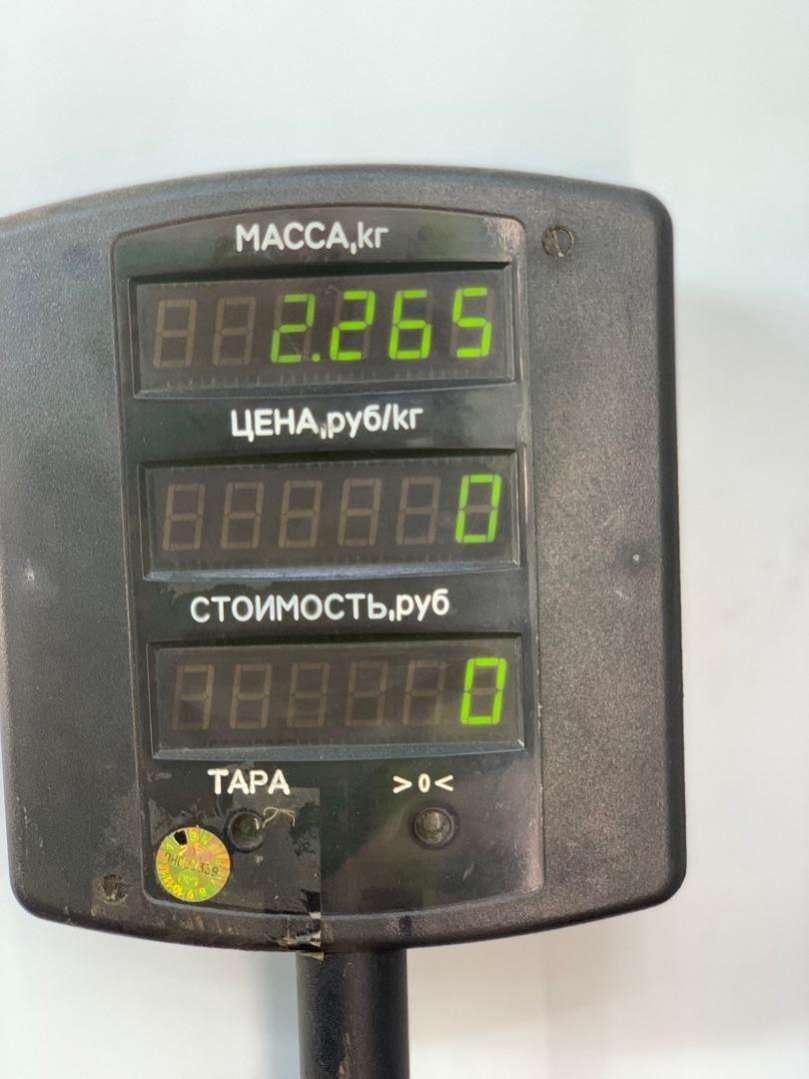 МАССА,кг
2.265
ЦЕНА,руб/кг
0
СТОИМОСТЬ,руб
0
ТАРА >0<